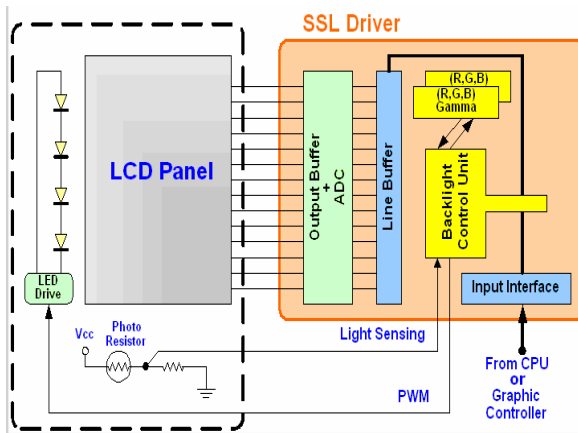 SSL Driver
(R,G,B)
(R,G,B)
Gamma
LCD Panel
Output Buffer
+
ADC
Line Buffer
Backlight
Control Unit
LED
Drive
Input Interface
Vcc
Photo
Resistor
Light Sensing
PWM
From CPU
or
Graphic
Controller